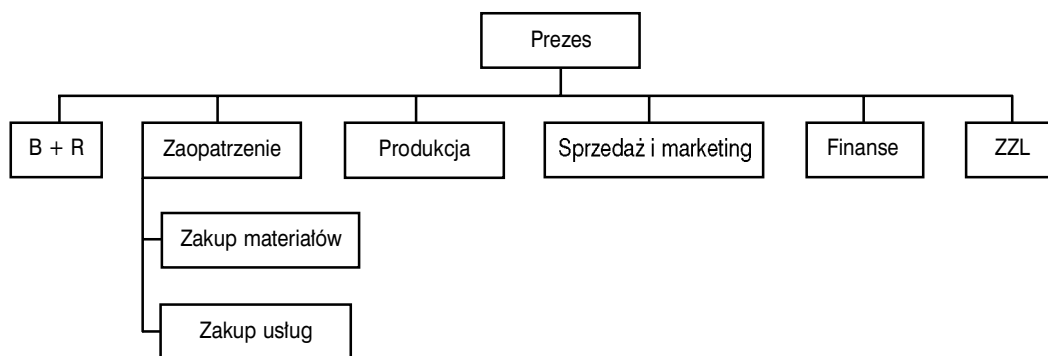 Prezes
B + R
Zaopatrzenie
Produkcja
Sprzedaż i marketing
Finanse
ZZL
Zakup materiałów
Zakup usług